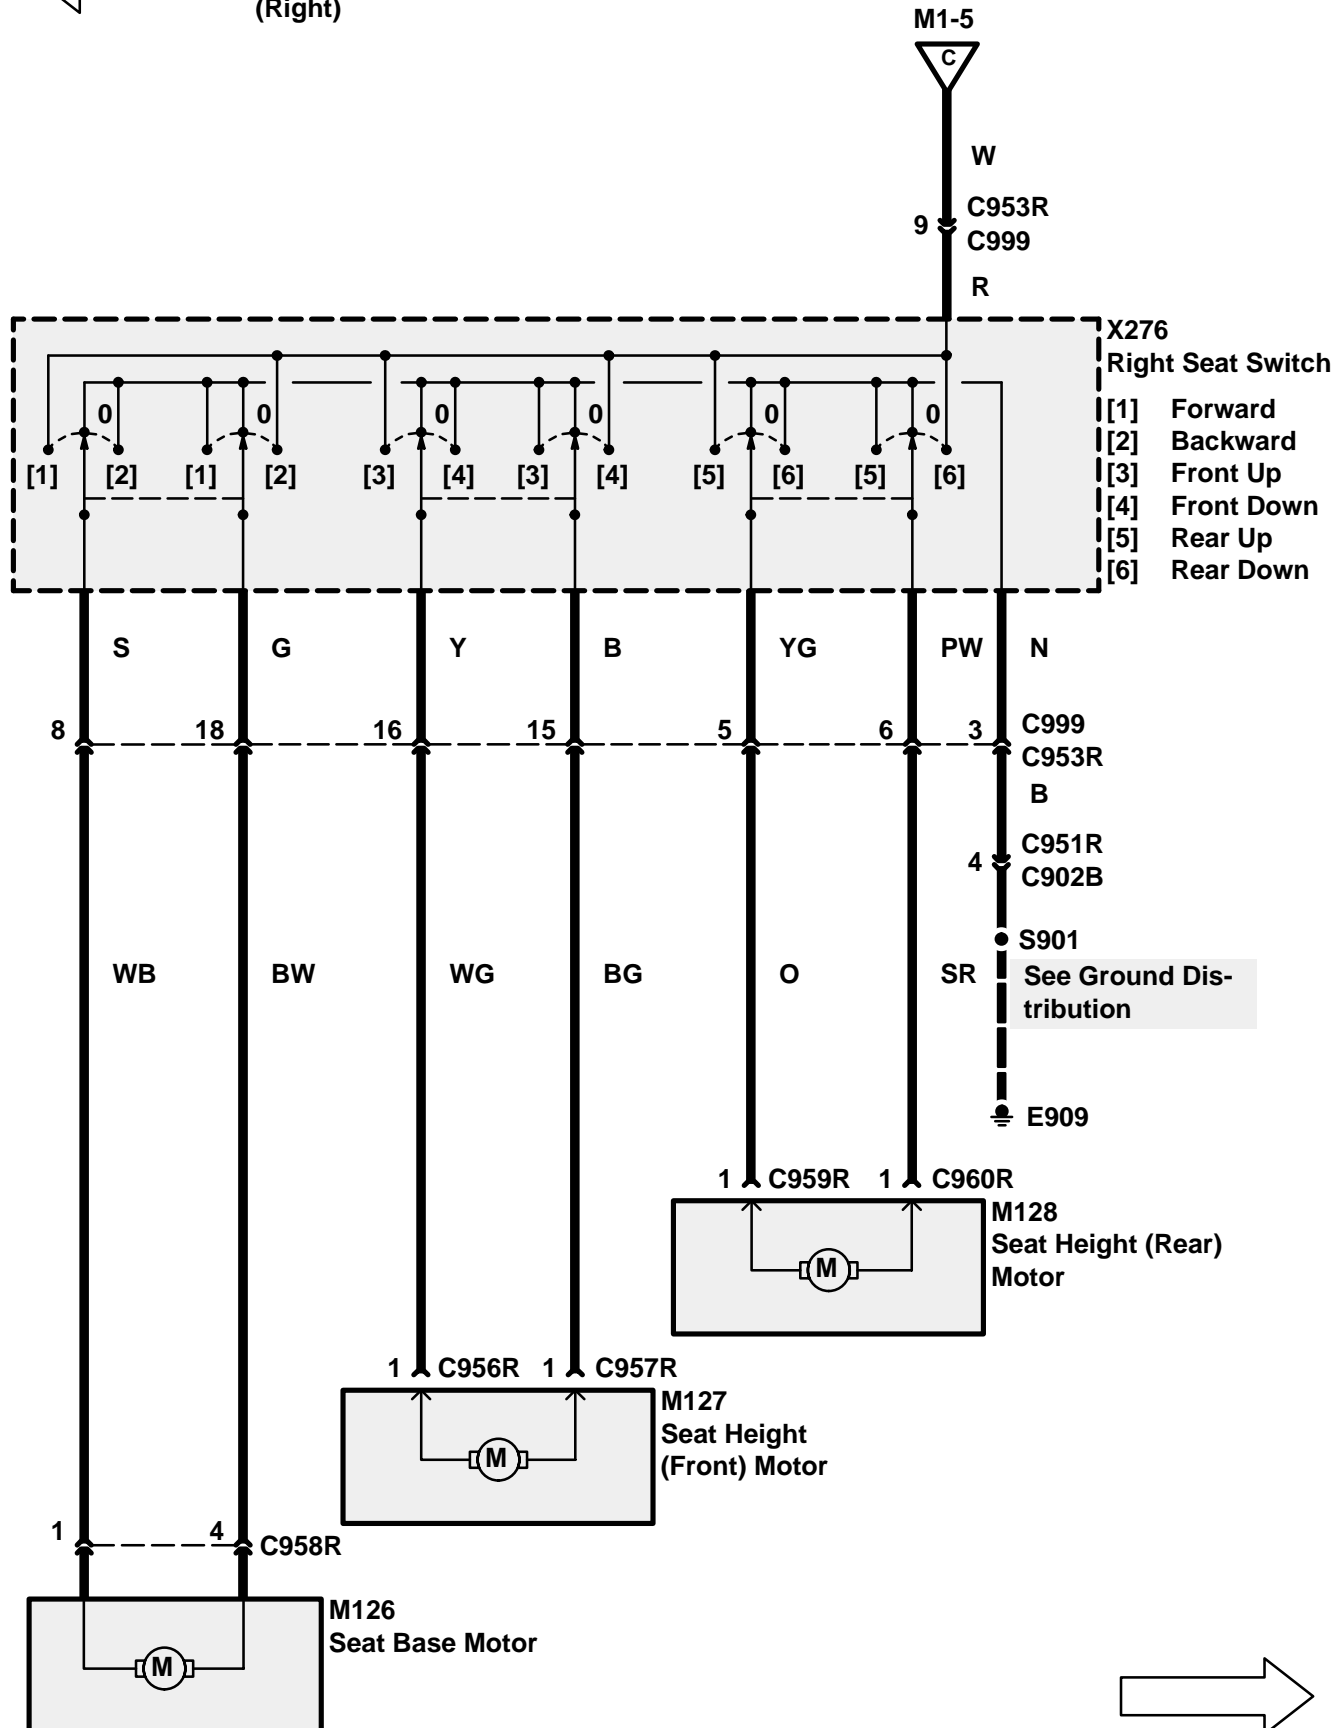 (Right)
M1-5
C
W
9 C953R
C999
R
X276
Right Seat Switch
0 0 0 0 0 0
[1] Forward
[2] Backward
[3] Front Up
[4] Front Down
[5] Rear Up
[6] Rear Down
[1] [2] [1] [2] [3] [4] [3] [4] [5] [6] [5] [6]
S G Y B YG PW N
8 18 16 15 5 6 3 C999
C953R
B
4 C951R
C902B
S901
WB BW WG BG O SR
See Ground Dis-
tribution
E909
1 C959R 1 C960R
M128
Seat Height (Rear)
Motor
M
1 C956R 1 C957R
M127
Seat Height
(Front) Motor
M
1 4 C958R
M126
Seat Base Motor
M